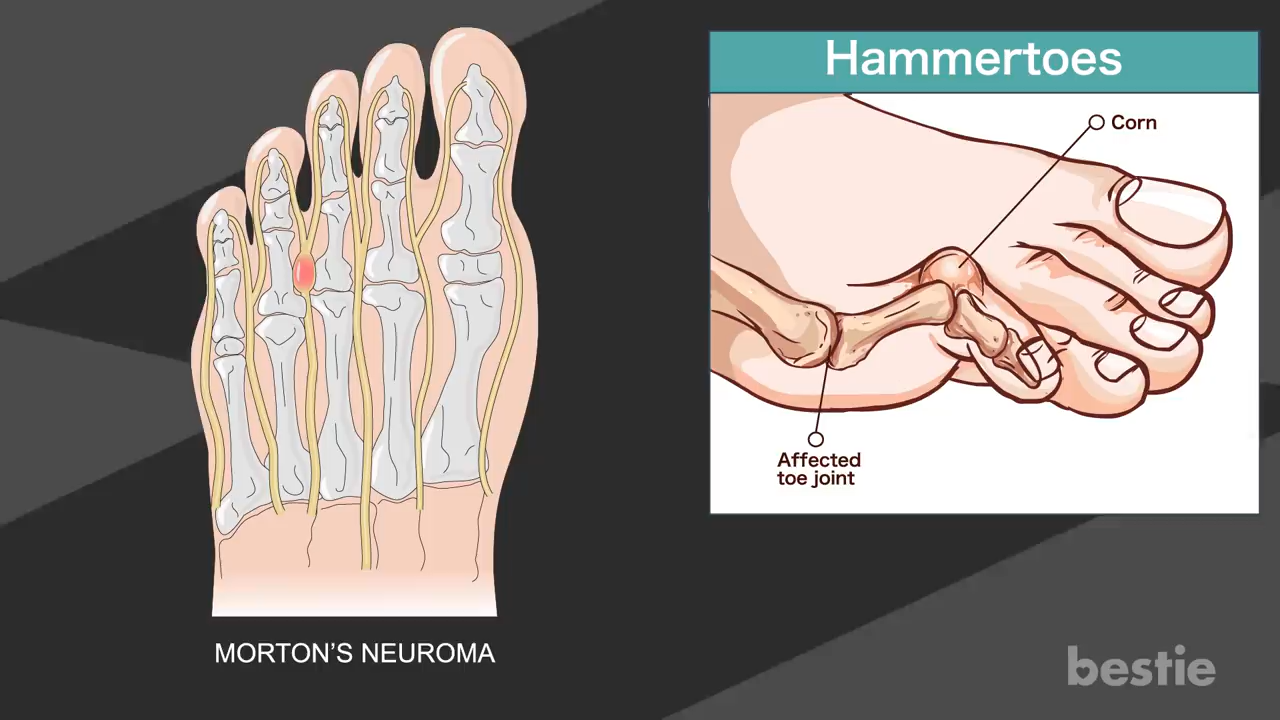 Hammertoes
Corn
Affected
toe joint
MORTON'S NEUROMA
bestie